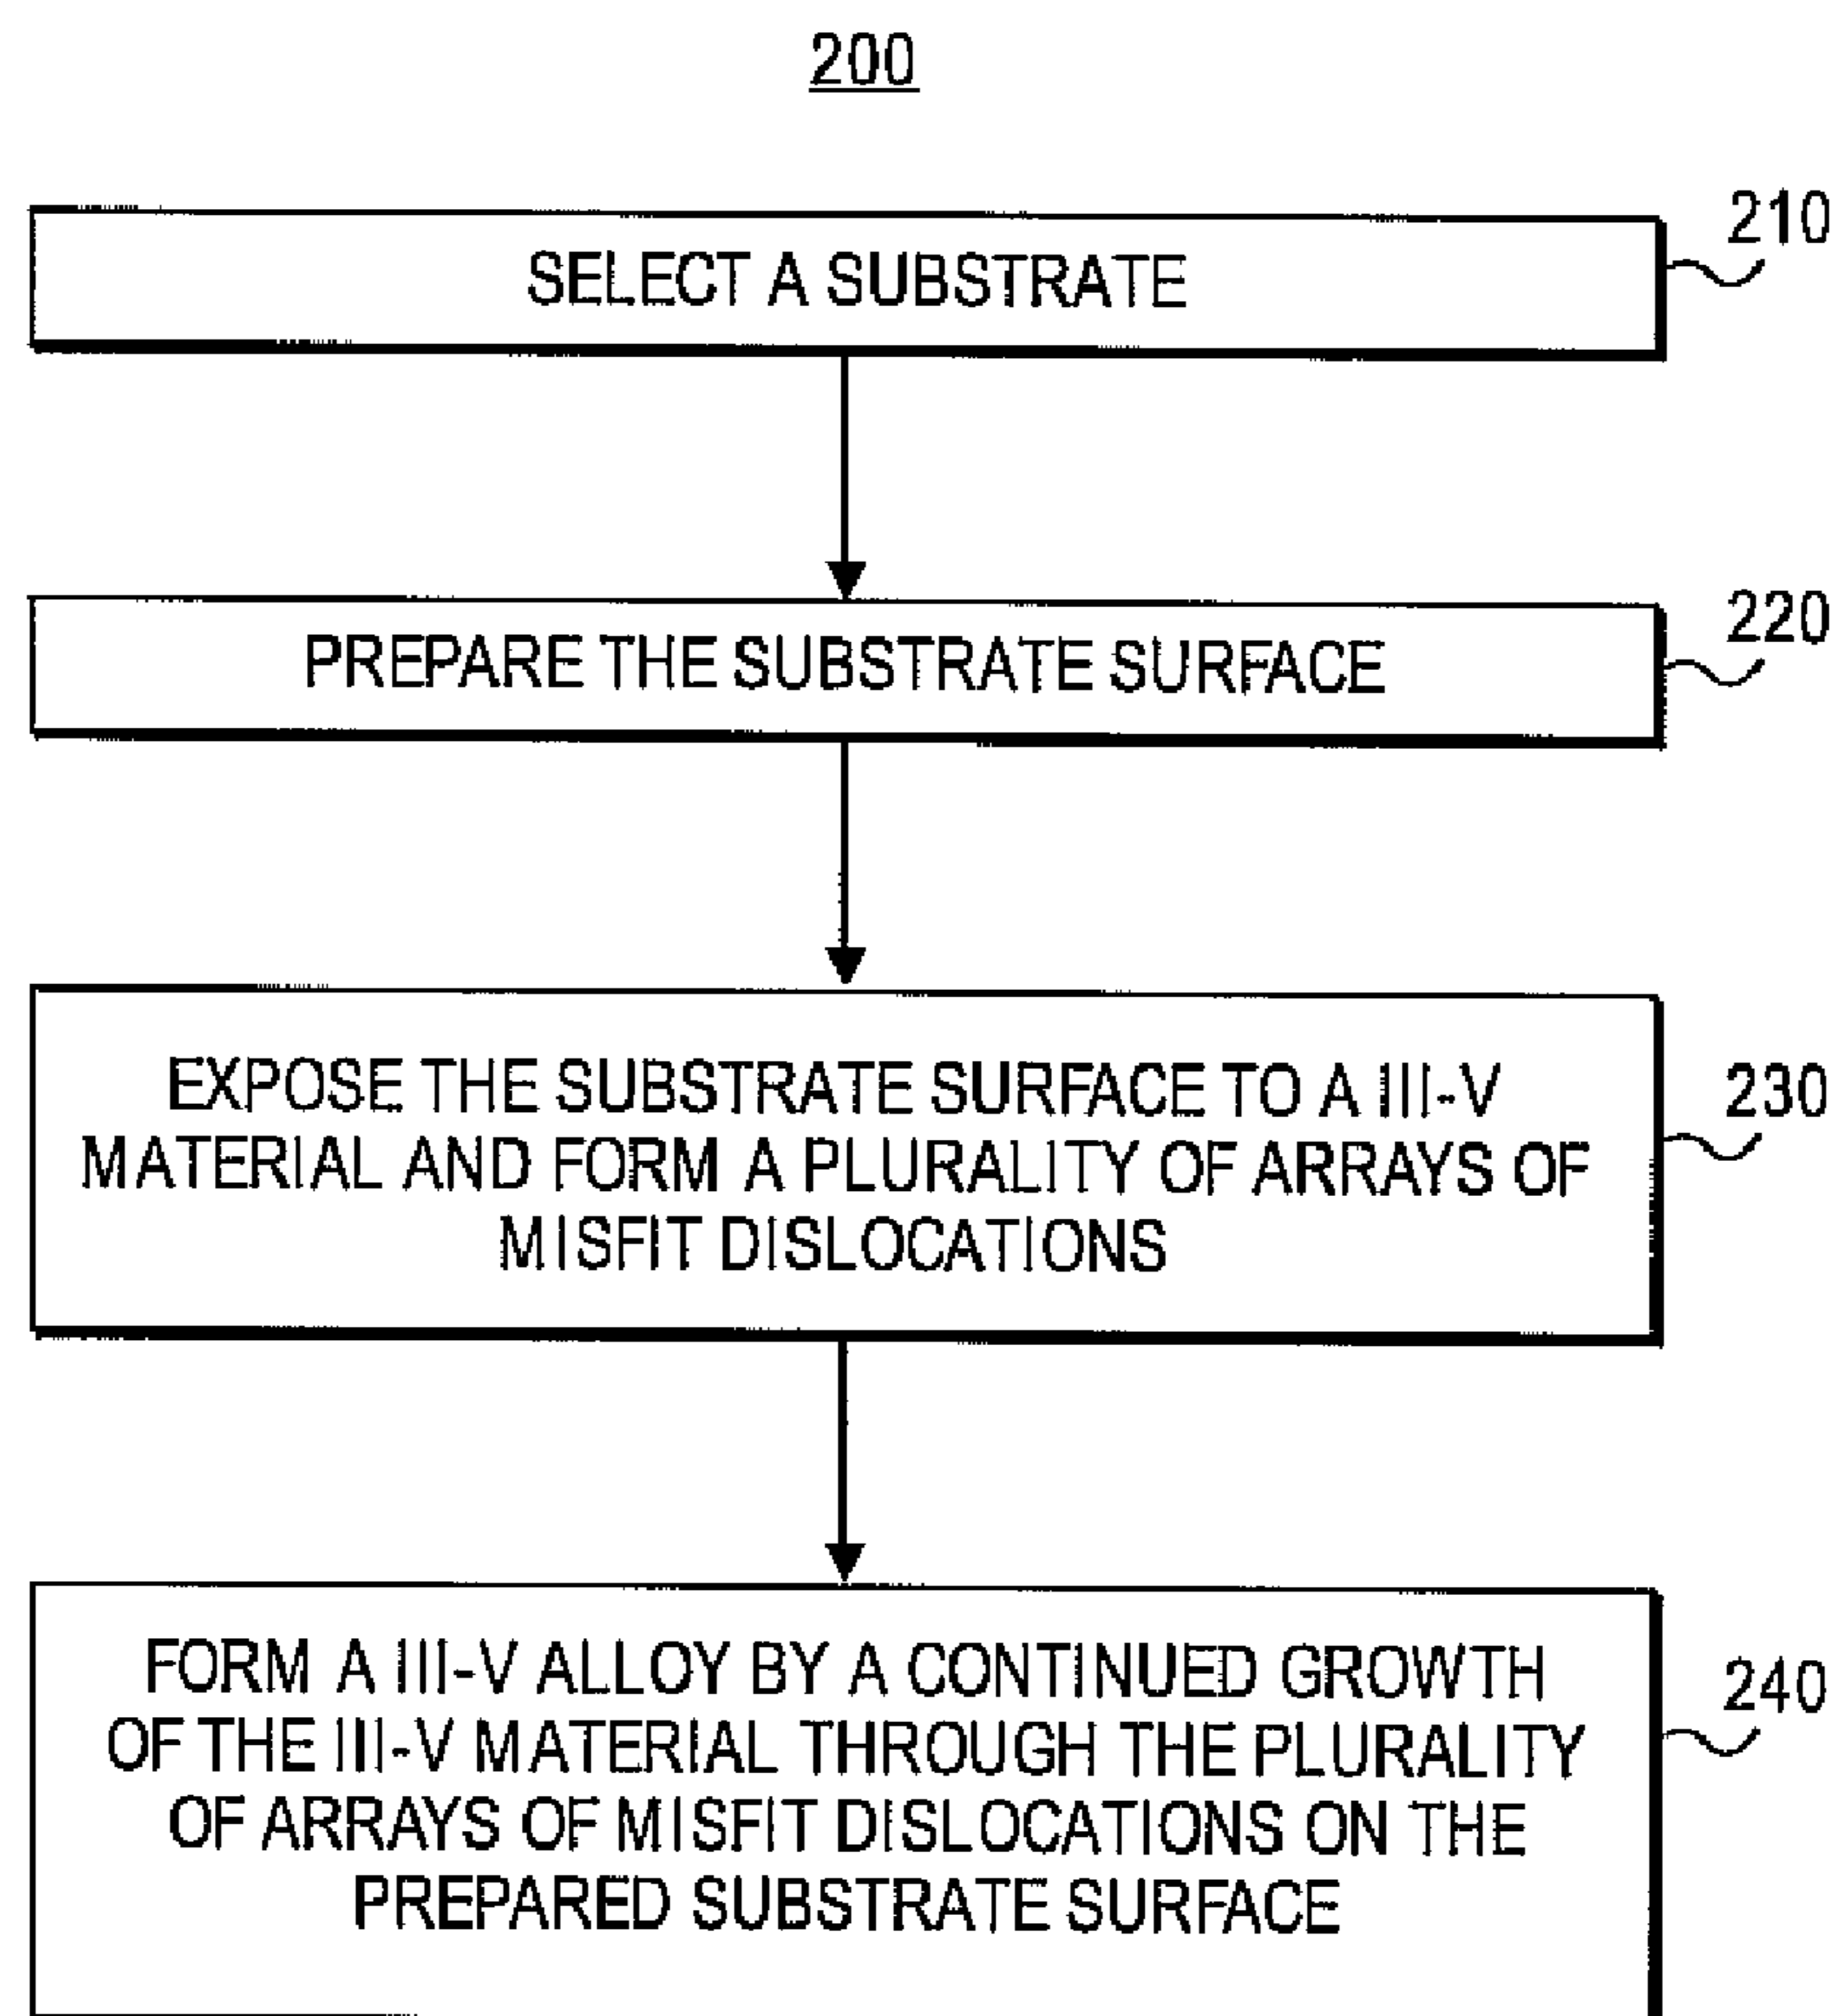 200
SELECT A SUBSTRATE
210
PREPARE THE SUBSTRATE SURFACE
220
EXPOSE THE SUBSTRATE SURFACE TO A III-V
MATERIAL AND FORM A PLURALITY OF ARRAYS OF
MISFIT DISLOCATIONS
230
FORM A III-V ALLOY BY A CONTINUED GROWTH
OF THE III-V MATERIAL THROUGH THE PLURALITY
OF ARRAYS OF MISFIT DISLOCATIONS ON THE
PREPARED SUBSTRATE SURFACE
240